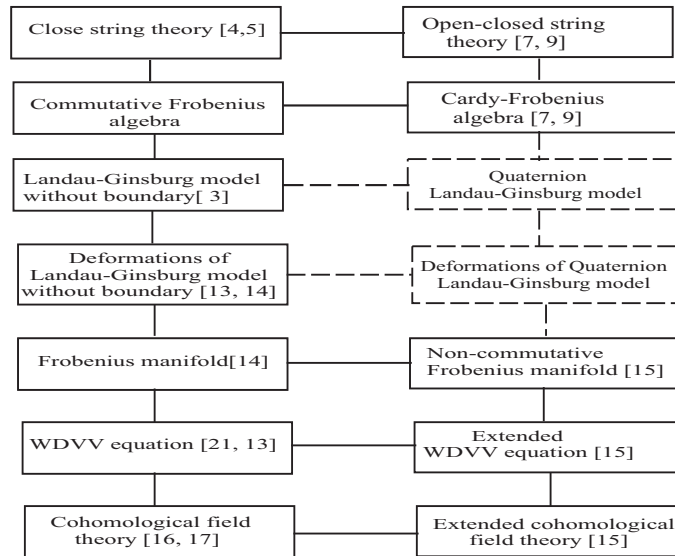 Close string theory [4,5]
Open-closed string
theory [7, 9]
Commutative Frobenius
algebra
Cardy-Frobenius
algebra [7, 9]
Landau-Ginsburg model
without boundary[ 3]
Quaternion
Landau-Ginsburg model
Deformations of
Landau-Ginsburg model
without boundary [13, 14]
Deformations of Quaternion
Landau-Ginsburg model
Frobenius manifold[14]
Non-commutative
Frobenius manifold [15]
WDVV equation [21, 13]
Extended
WDVV equation [15]
Cohomological field
theory [16, 17]
Extended cohomological
field theory [15]